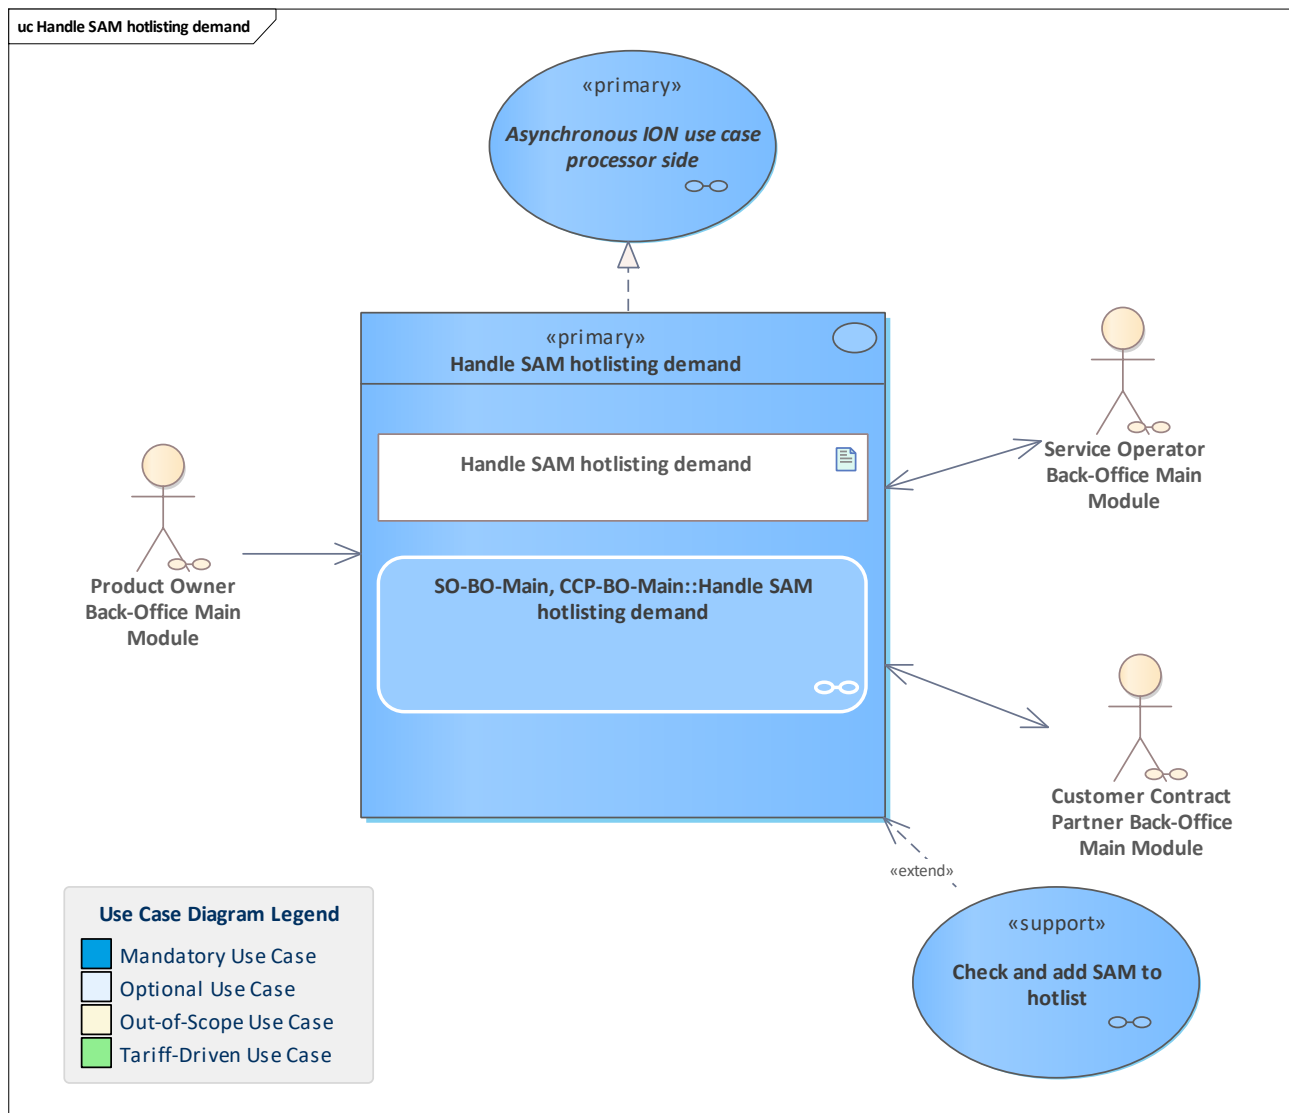 uc Handle SAM hotlisting demand
«primary»
Asynchronous ION use case
processor side
«primary»
Handle SAM hotlisting demand
Handle SAM hotlisting demand
SO-BO-Main, CCP-BO-Main::Handle SAM
hotlisting demand
Product Owner
Back-Office Main
Module
Service Operator
Back-Office Main
Module
Customer Contract
Partner Back-Office
Main Module
«extend»
«support»
Check and add SAM to
hotlist
Use Case Diagram Legend
Mandatory Use Case
Optional Use Case
Out-of-Scope Use Case
Tariff-Driven Use Case